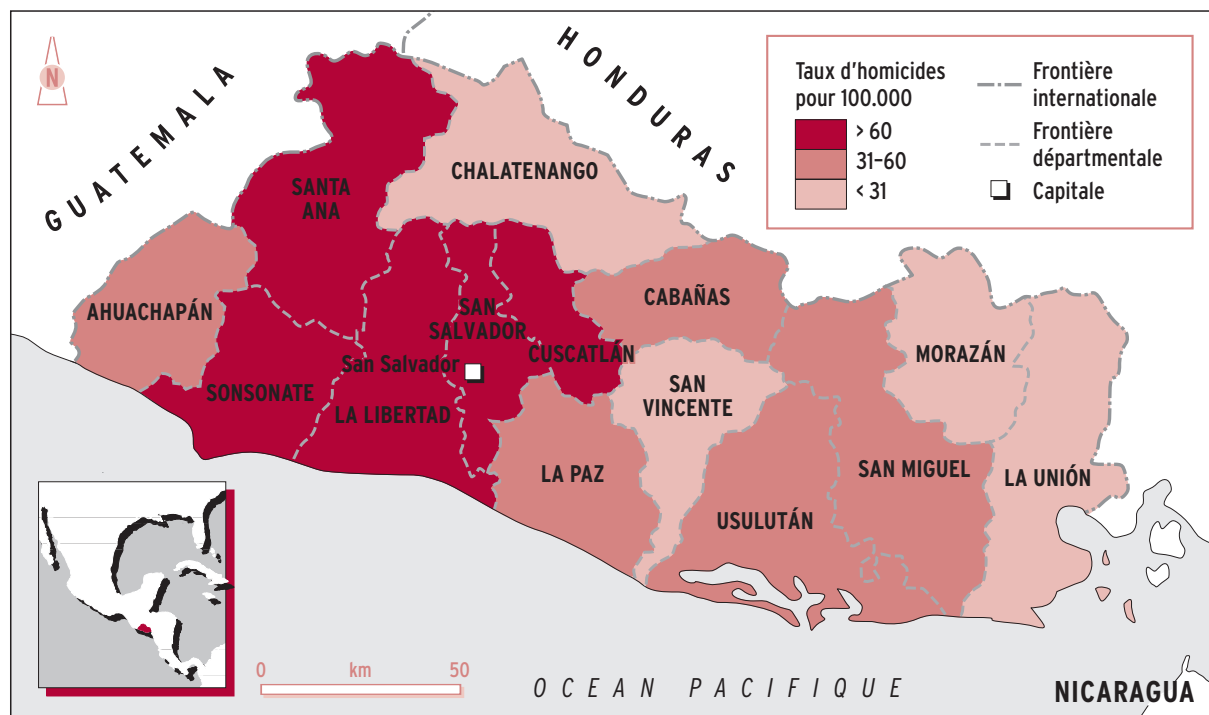 GUATEMALA
HONDURAS
N
Taux d'homicides
pour 100.000
> 60
31–60
< 31
Frontière
internationale
Frontière
départmentale
Capitale
CHALATENANGO
SANTA
ANA
AHUACHAPÁN
CABAÑAS
SAN
SALVADOR
CUSCATLÁN
MORAZÁN
San Salvador
SONSONATE
LA LIBERTAD
SAN
VINCENTE
LA PAZ
SAN MIGUEL
LA UNIÓN
USULUTÁN
0 km 50
OCEAN PACIFIQUE
NICARAGUA